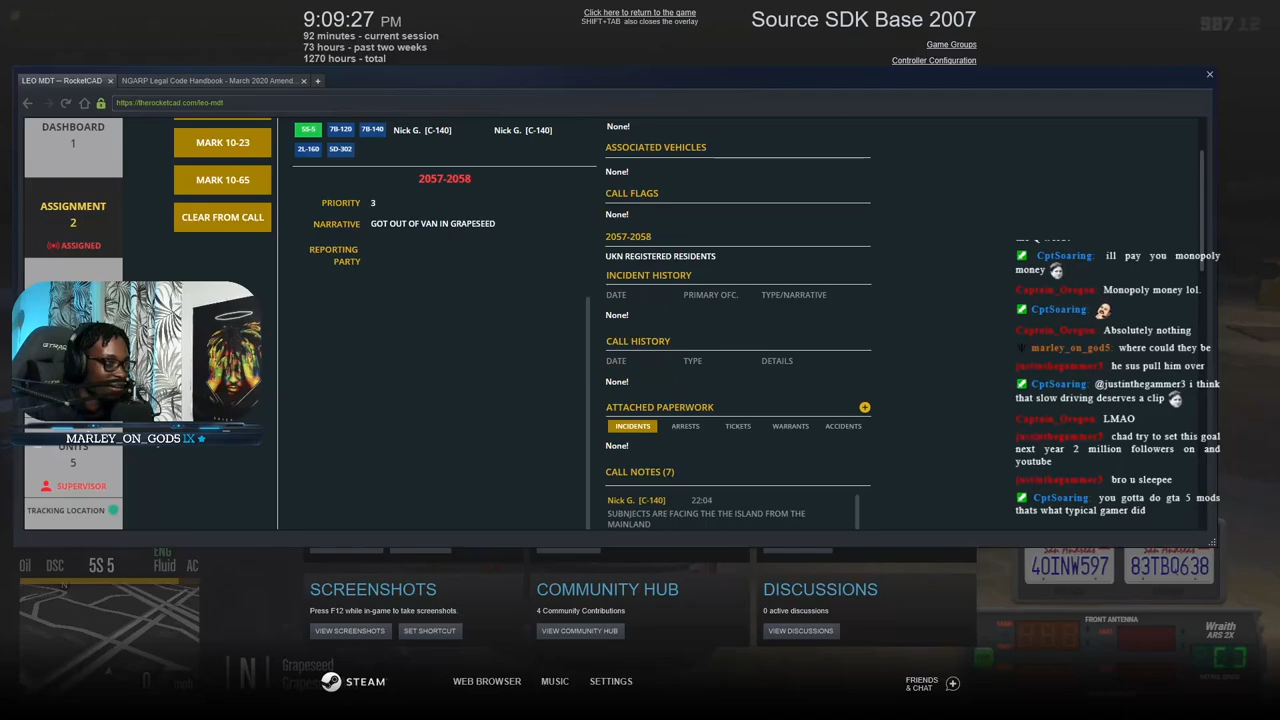 9:09:27 PM
92 minutes - current session
73 hours - past two weeks
1270 hours - total
Click here to return to the game
SHIFT+TAB also closes the overlay
Source SDK Base 2007
Game Groups
Controller Configuration
987 12
LEO MDT – RocketCAD
NGARP Legal Code Handbook - March 2020 Amend...
https://therocketcad.com/leo-mdt
DASHBOARD
1
ASSIGNMENT
2
ASSIGNED
UNITS
5
SUPERVISOR
TRACKING LOCATION
MARK 10-23
MARK 10-65
CLEAR FROM CALL
5S-5 7B-120 7B-140 Nick G. [C-140] Nick G. [C-140]
2L-160 SD-302
2057-2058
PRIORITY 3
NARRATIVE GOT OUT OF VAN IN GRAPESEED
REPORTING
PARTY
None!
ASSOCIATED VEHICLES
None!
CALL FLAGS
None!
2057-2058
UKN REGISTERED RESIDENTS
INCIDENT HISTORY
DATE PRIMARY OFC. TYPE/NARRATIVE
None!
CALL HISTORY
DATE TYPE DETAILS
None!
ATTACHED PAPERWORK
INCIDENTS ARRESTS TICKETS WARRANTS ACCIDENTS
None!
CALL NOTES (7)
Nick G. [C-140] 22:04
SUBNJECTS ARE FACING THE THE ISLAND FROM THE
MAINLAND
CptSoaring: ill pay you monopoly
money
Captain_Oregon: Monopoly money lol.
CptSoaring:
Captain_Oregon: Absolutely nothing
marley_on_god5: where could they be
justinthegammer3: he sus pull him over
CptSoaring: @justinthegammer3 i think
that slow driving deserves a clip
Captain_Oregon: LMAO
justinthegammer3: chad try to set this goal
next year 2 million followers on and
youtube
justinthegammer3: bro u sleepee
CptSoaring: you gotta do gta 5 mods
thats what typical gamer did
MARLEY_ON_GOD5 IX
Oil DSC 5S 5 ENG
Fluid AC
N
0 mph
N Grapeseed
SCREENSHOTS
Press F12 while in-game to take screenshots.
VIEW SCREENSHOTS SET SHORTCUT
COMMUNITY HUB
4 Community Contributions
VIEW COMMUNITY HUB
DISCUSSIONS
0 active discussions
VIEW DISCUSSIONS
STEAM
WEB BROWSER MUSIC SETTINGS
FRIENDS
& CHAT
San Andreas San Andreas
40INW597 83TBQ638
FRONT ANTENNA
Wraith
ARS 2X